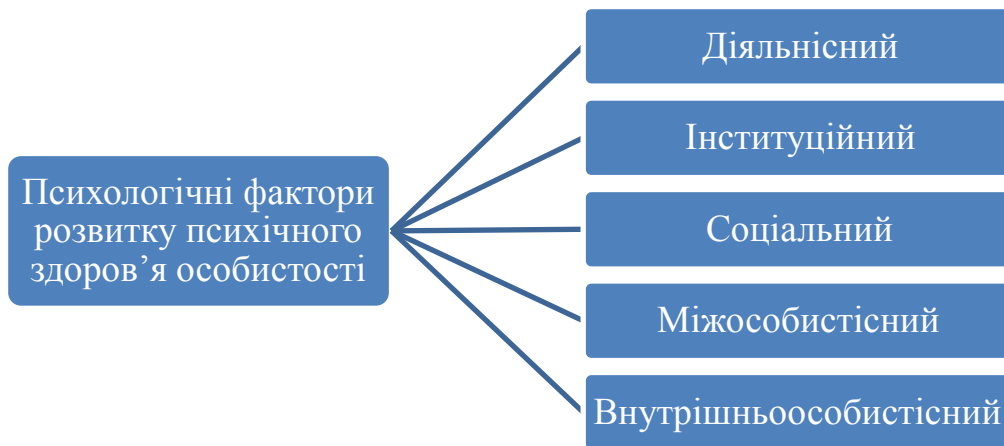 Психологічні фактори
розвитку психічного
здоров’я особистості
Діяльнісний
Інституційний
Соціальний
Міжособистісний
Внутрішньоособистісний